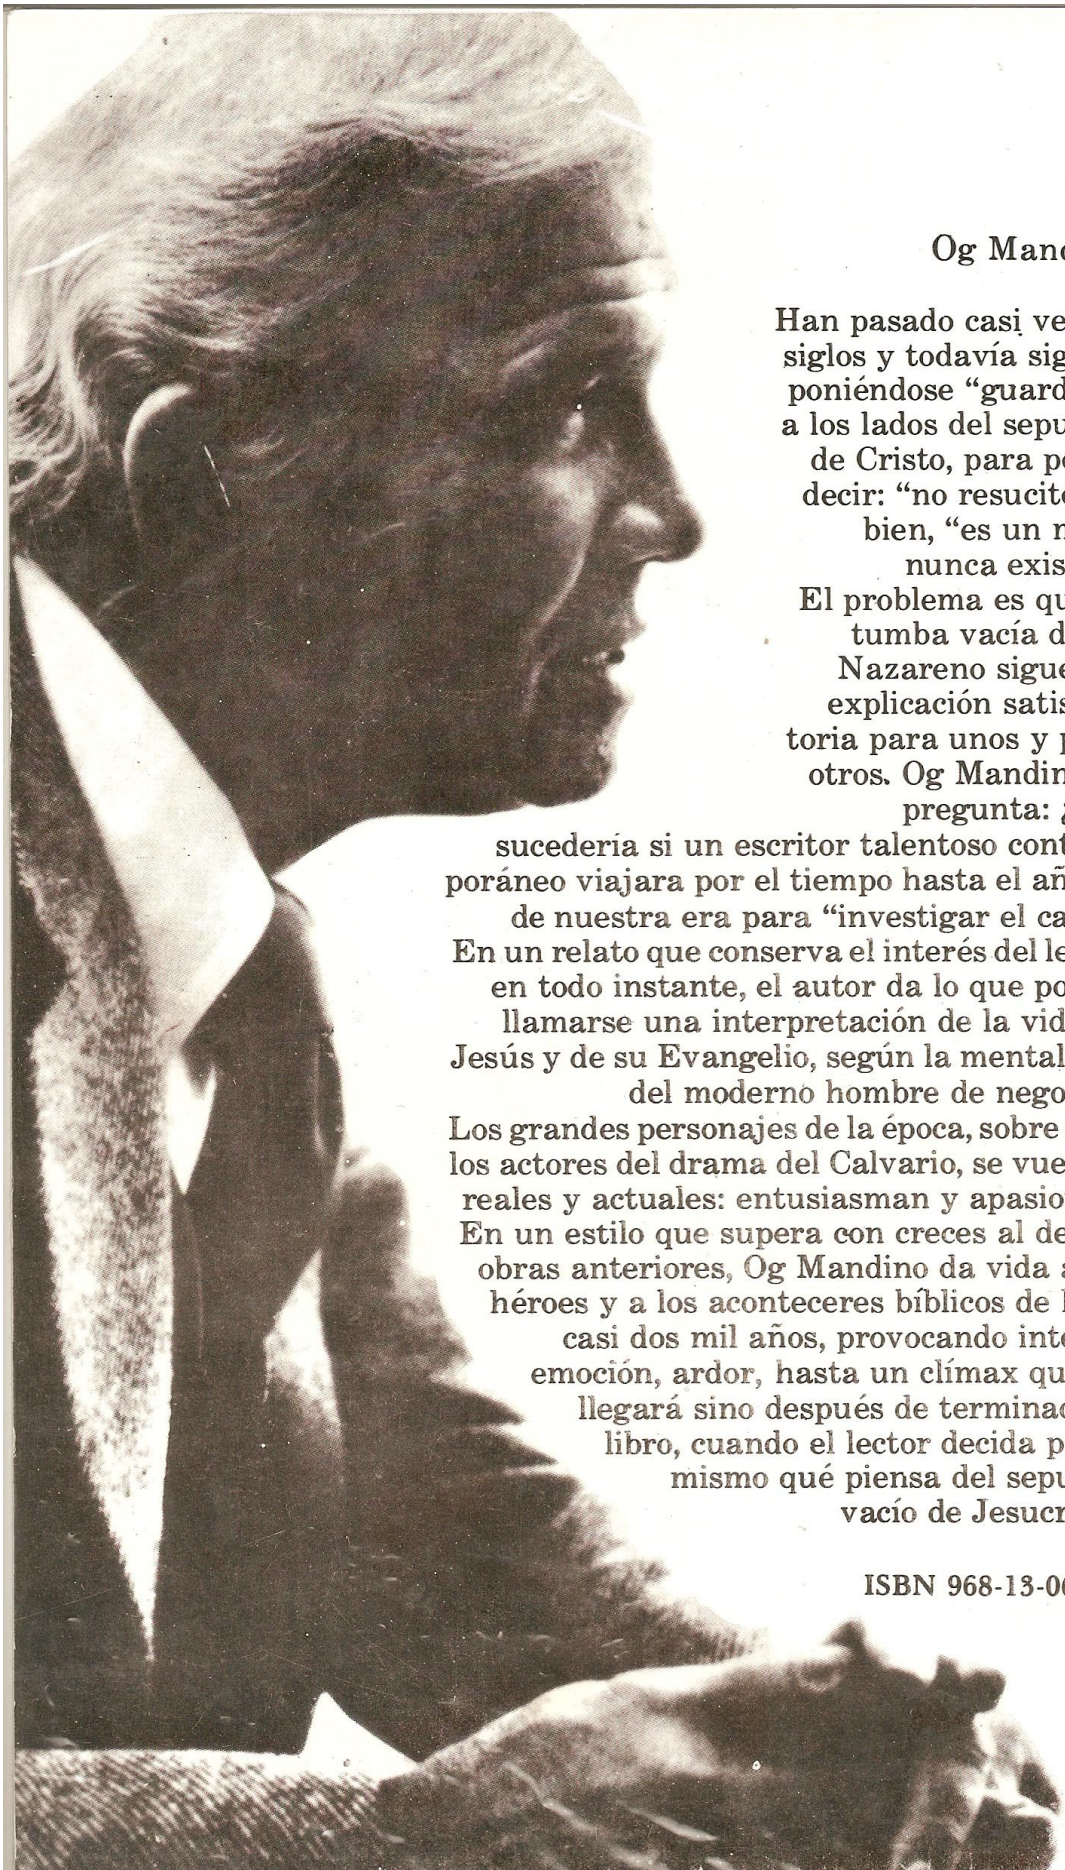 Og Mand
Han pasado casi ve
siglos y todavía sig
poniéndose “guard
a los lados del sepu
de Cristo, para po
decir: “no resucitó
bien, “es un m
nunca exis
El problema es qu
tumba vacía d
Nazareno sigue
explicación satis
toria para unos y p
otros. Og Mandin
pregunta: ¿
sucedería si un escritor talentoso cont
poráneo viajara por el tiempo hasta el añ
de nuestra era para “investigar el ca
En un relato que conserva el interés del le
en todo instante, el autor da lo que po
llamarse una interpretación de la vid
Jesús y de su Evangelio, según la mental
del moderno hombre de nego
Los grandes personajes de la época, sobre
los actores del drama del Calvario, se vue
reales y actuales: entusiasman y apasio
En un estilo que supera con creces al de
obras anteriores, Og Mandino da vida a
héroes y a los aconteceres bíblicos de h
casi dos mil años, provocando inte
emoción, ardor, hasta un clímax qu
llegará sino después de terminad
libro, cuando el lector decida p
mismo qué piensa del sepu
vacío de Jesucr
ISBN 968-13-06